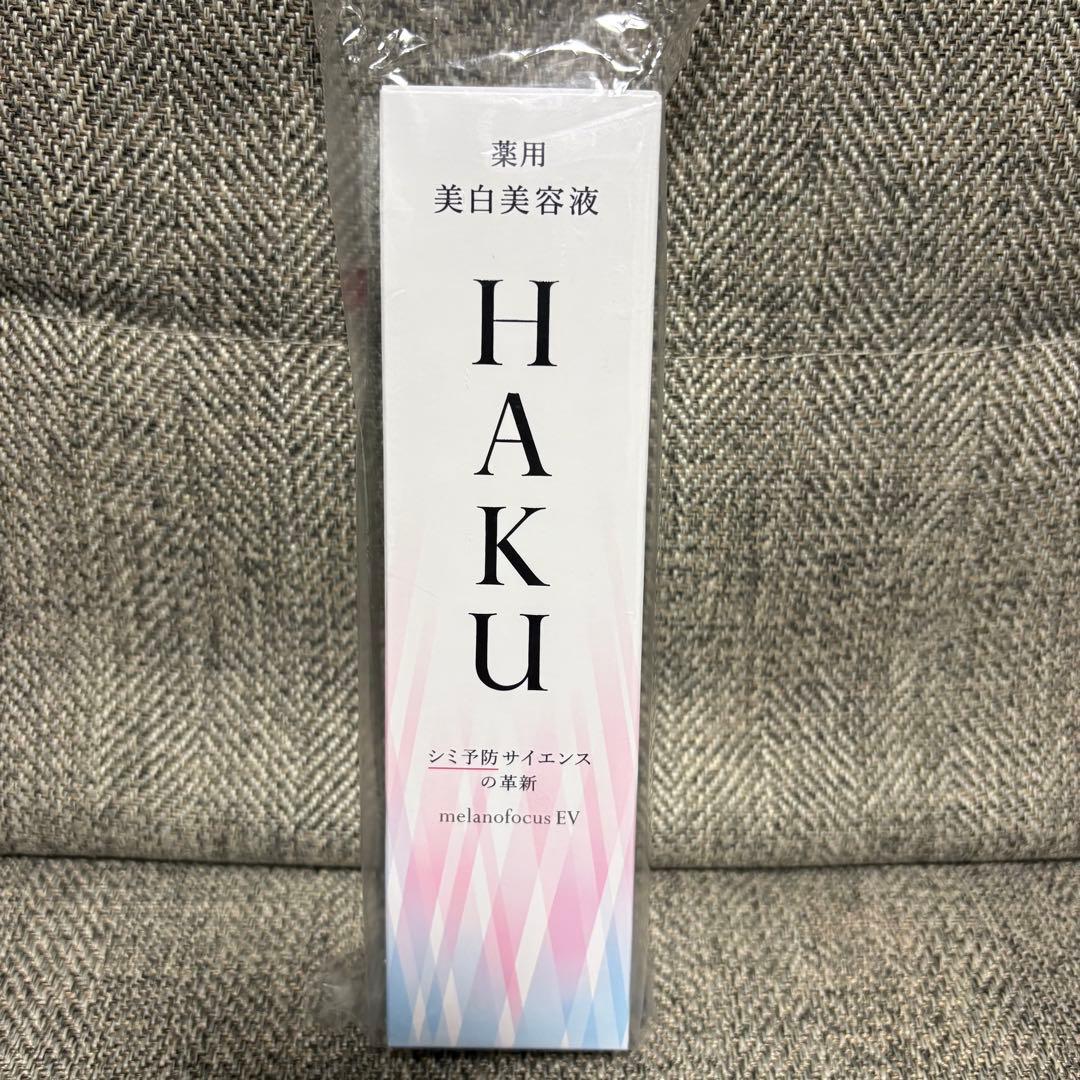 薬用
美白美容液
HAKU
シミ予防サイエンス
の革新
melanofocus EV